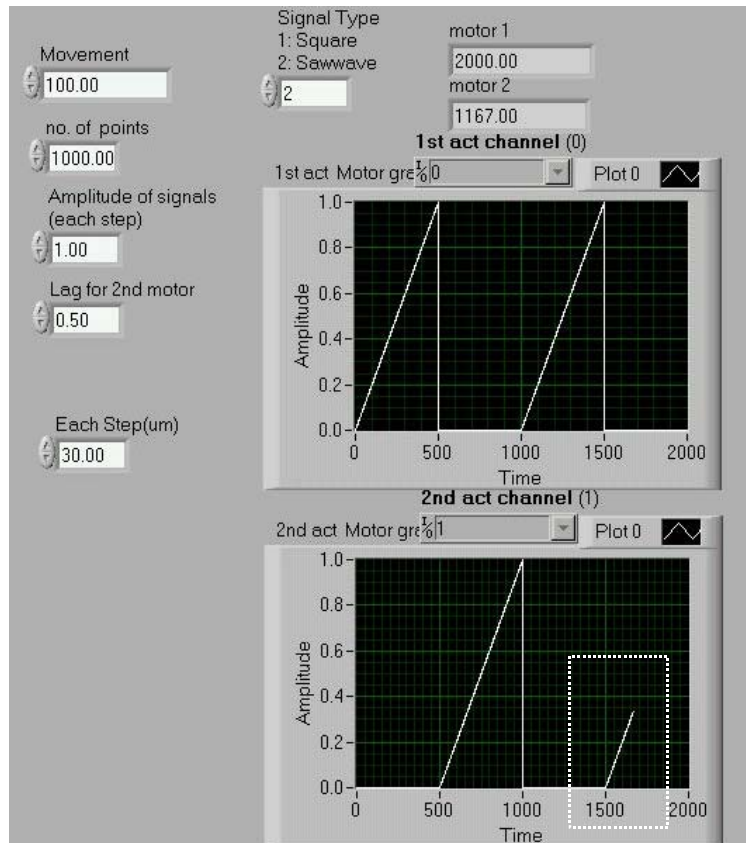 Movement
100.00
no. of points
1000.00
Amplitude of signals
(each step)
1.00
Lag for 2nd motor
0.50
Each Step(um)
30.00
Signal Type
1: Square
2: Sawwave
2
motor 1
2000.00
motor 2
1167.00
1st act channel (0)
1st act Motor gra
0
Plot 0
1.0
0.8
0.6
0.4
0.2
0.0
Amplitude
0 500 1000 1500 2000
Time
2nd act channel (1)
2nd act Motor gra
1
Plot 0
1.0
0.8
0.6
0.4
0.2
0.0
Amplitude
0 500 1000 1500 2000
Time